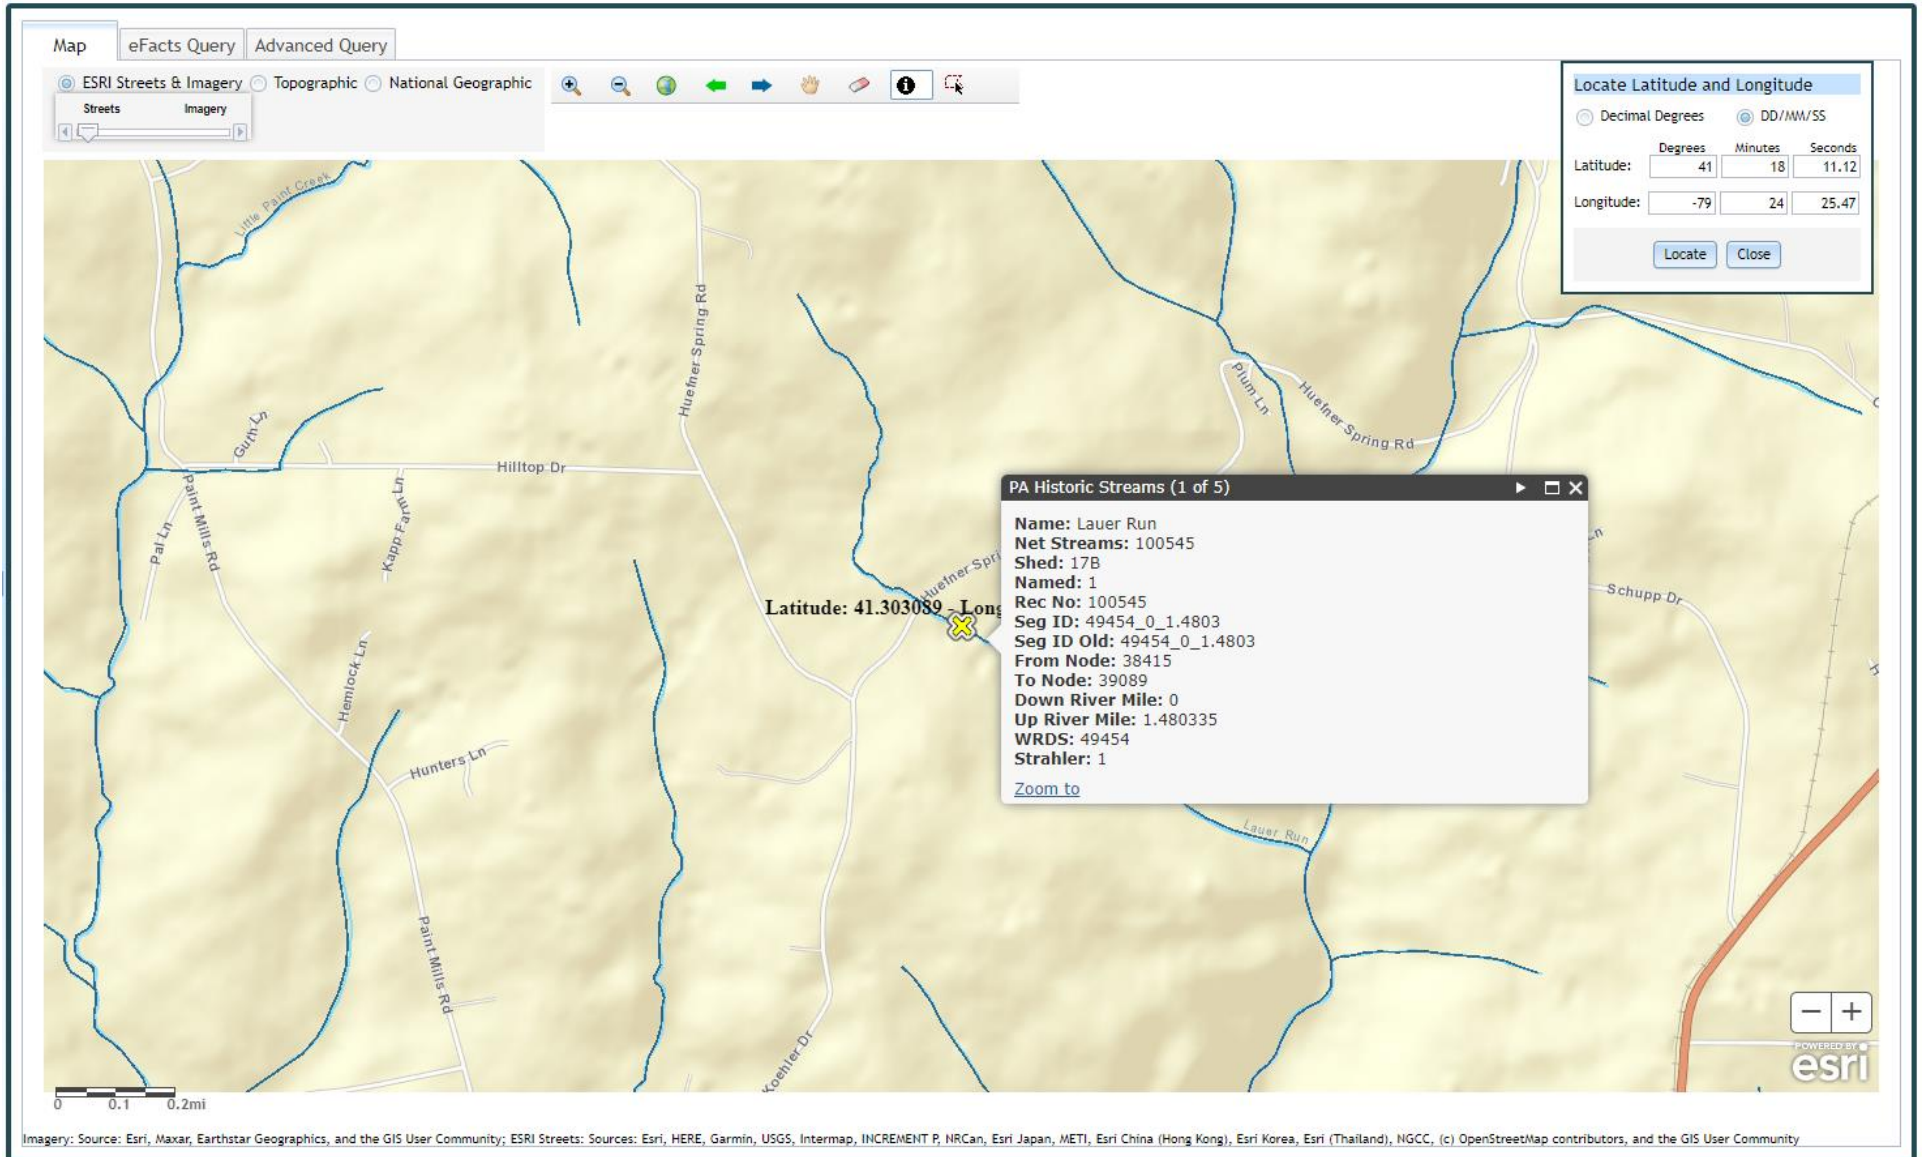 Map eFacts Query Advanced Query
ESRI Streets & Imagery Topographic National Geographic
Streets Imagery
Locate Latitude and Longitude
Decimal Degrees DD/MM/SS
Degrees Minutes Seconds
Latitude: 41 18 11.12
Longitude: -79 24 25.47
Locate Close
Little Paint Creek
Huefner Spring Rd
Plum Ln
Huefner Spring Rd
Guth Ln
Hilltop Dr
Paint Mills Rd
Pal Ln
Kapp Farm Ln
Huefner Spri
Latitude: 41.303089 - Long
PA Historic Streams (1 of 5)
Name: Lauer Run
Net Streams: 100545
Shed: 17B
Named: 1
Rec No: 100545
Seg ID: 49454_0_1.4803
Seg ID Old: 49454_0_1.4803
From Node: 38415
To Node: 39089
Down River Mile: 0
Up River Mile: 1.480335
WRDS: 49454
Strahler: 1
Zoom to
Ln
Schupp Dr
Hemlock Ln
Hunters Ln
Lauer Run
Paint Mills Rd
Koehler Dr
POWERED BY
esri
0 0.1 0.2mi
Imagery: Source: Esri, Maxar, Earthstar Geographics, and the GIS User Community; ESRI Streets: Sources: Esri, HERE, Garmin, USGS, Intermap, INCREMENT P, NRCan, Esri Japan, METI, Esri China (Hong Kong), Esri Korea, Esri (Thailand), NGCC, (c) OpenStreetMap contributors, and the GIS User Community